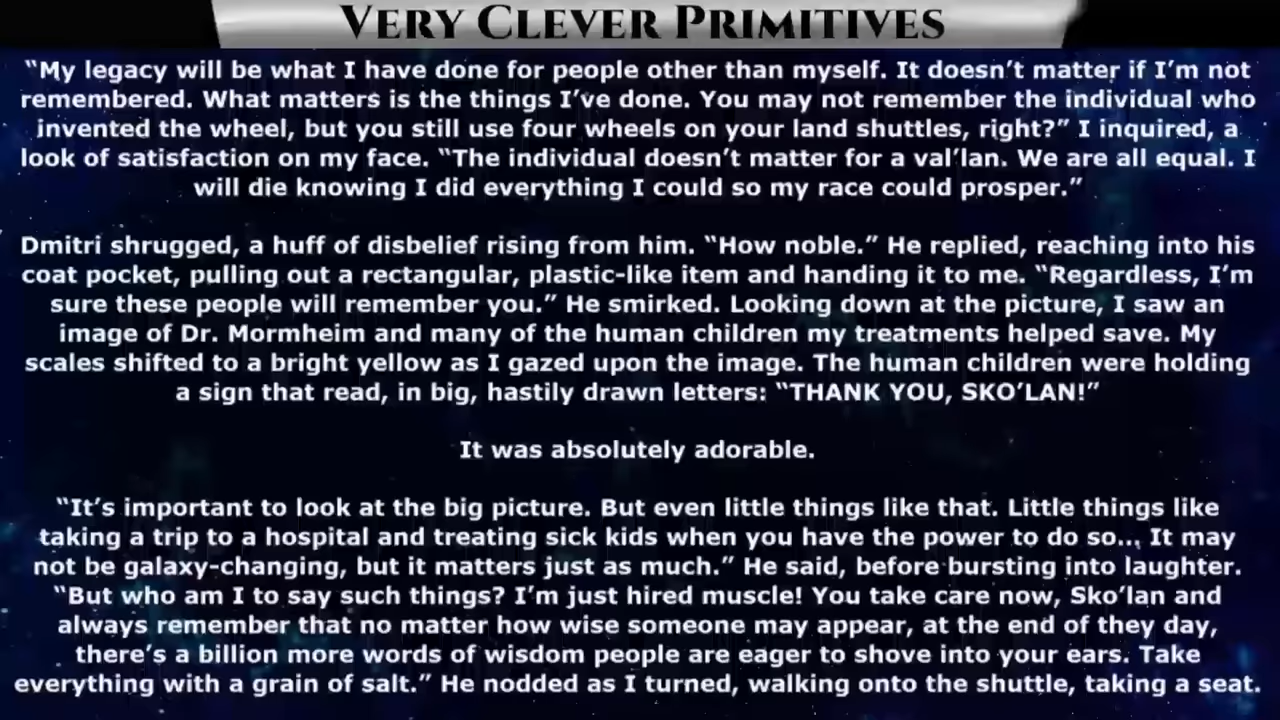 VERY CLEVER PRIMITIVES
“My legacy will be what I have done for people other than myself. It doesn’t matter if I’m not
remembered. What matters is the things I’ve done. You may not remember the individual who
invented the wheel, but you still use four wheels on your land shuttles, right?” I inquired, a
look of satisfaction on my face. “The individual doesn’t matter for a val’lan. We are all equal. I
will die knowing I did everything I could so my race could prosper.”
Dmitri shrugged, a huff of disbelief rising from him. “How noble.” He replied, reaching into his
coat pocket, pulling out a rectangular, plastic-like item and handing it to me. “Regardless, I’m
sure these people will remember you.” He smirked. Looking down at the picture, I saw an
image of Dr. Mormheim and many of the human children my treatments helped save. My
scales shifted to a bright yellow as I gazed upon the image. The human children were holding
a sign that read, in big, hastily drawn letters: “THANK YOU, SKO’LAN!”
It was absolutely adorable.
“It’s important to look at the big picture. But even little things like that. Little things like
taking a trip to a hospital and treating sick kids when you have the power to do so... It may
not be galaxy-changing, but it matters just as much.” He said, before bursting into laughter.
“But who am I to say such things? I’m just hired muscle! You take care now, Sko’lan and
always remember that no matter how wise someone may appear, at the end of they day,
there’s a billion more words of wisdom people are eager to shove into your ears. Take
everything with a grain of salt.” He nodded as I turned, walking onto the shuttle, taking a seat.